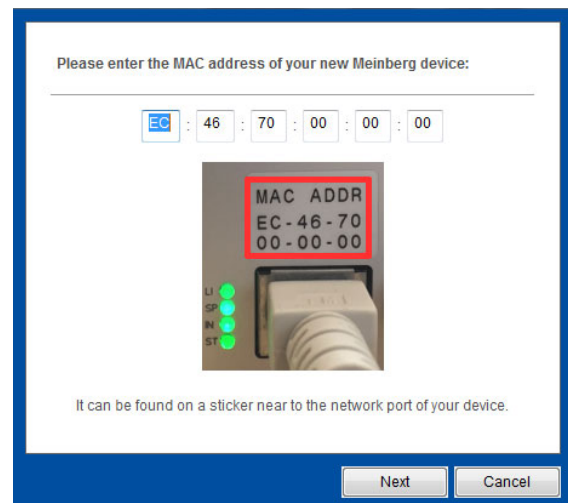 Please enter the MAC address of your new Meinberg device:
EC : 46 : 70 : 00 : 00 : 00
MAC ADDR
EC-46-70
00-00-00
LI
SP
IN
ST
It can be found on a sticker near to the network port of your device.
Next Cancel